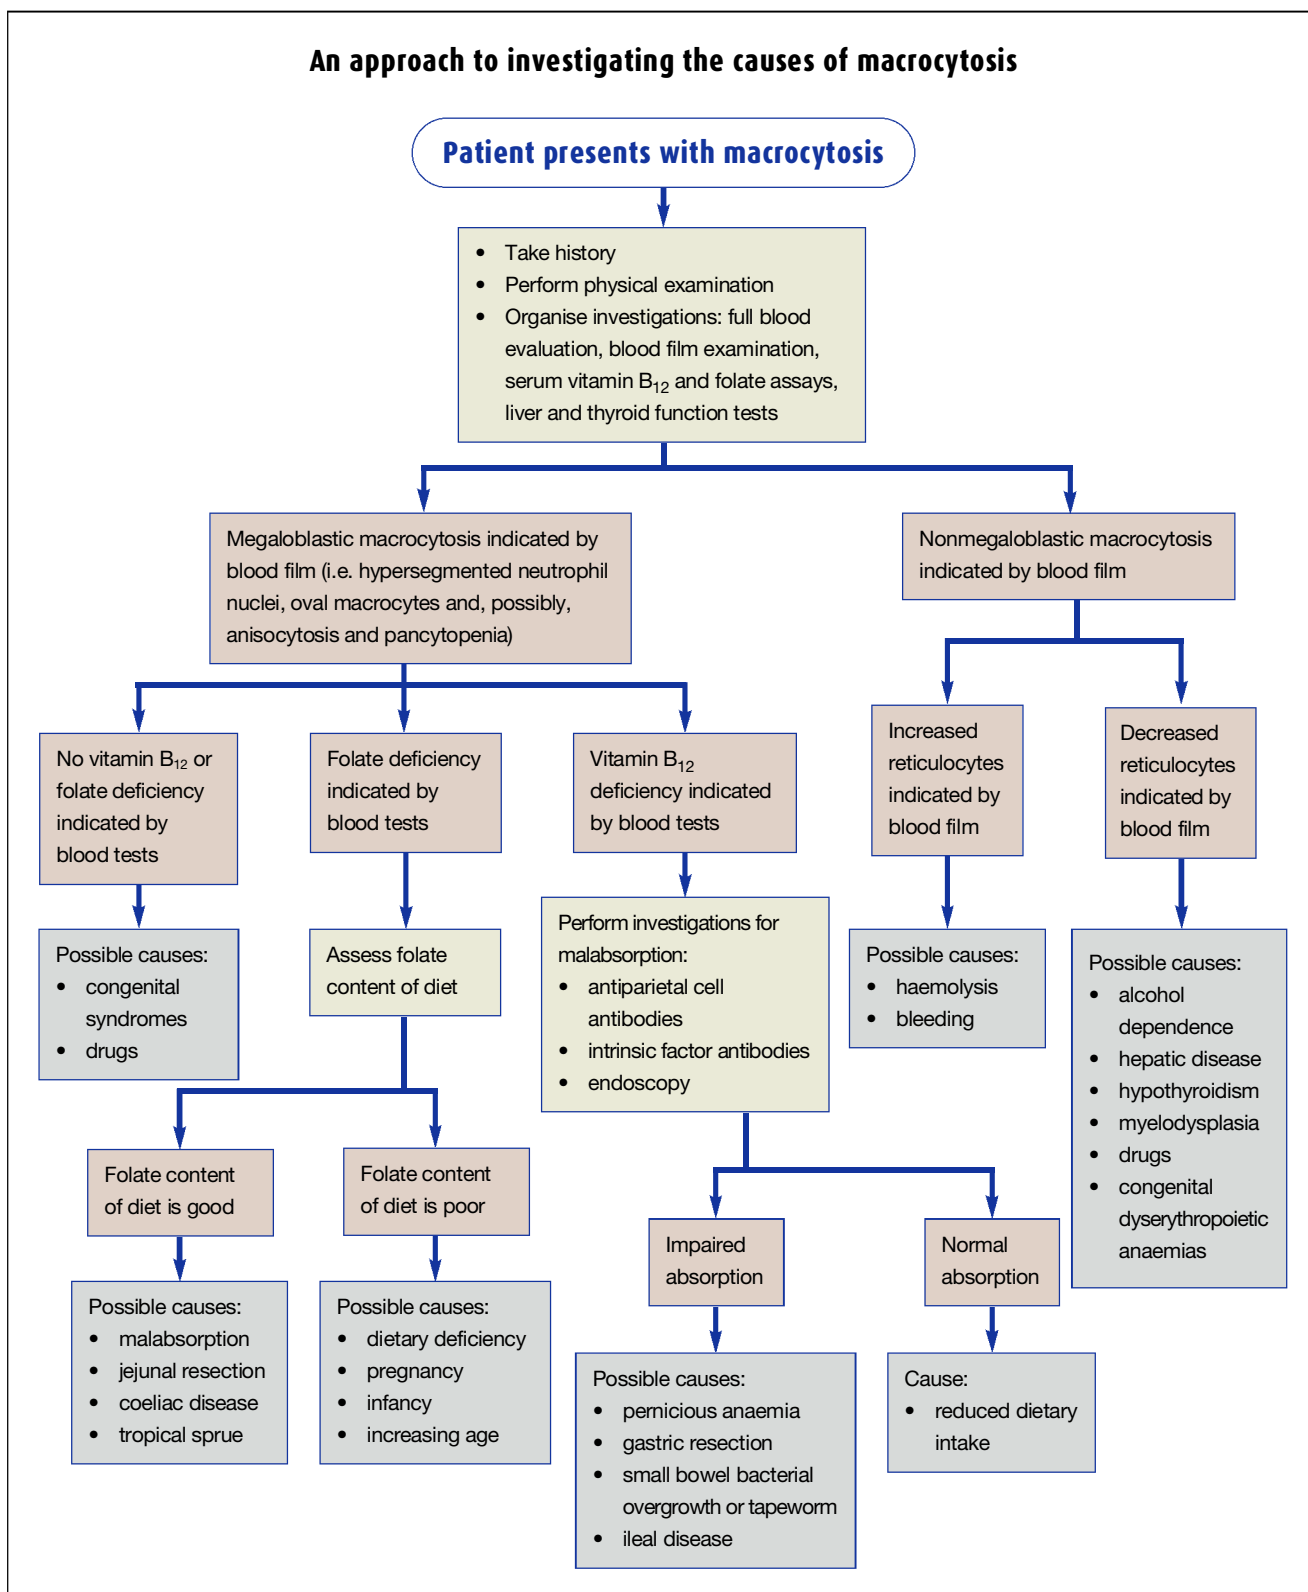 An approach to investigating the causes of macrocytosis
Patient presents with macrocytosis
• Take history
• Perform physical examination
• Organise investigations: full blood
evaluation, blood film examination,
serum vitamin B12 and folate assays,
liver and thyroid function tests
Megaloblastic macrocytosis indicated by
blood film (i.e. hypersegmented neutrophil
nuclei, oval macrocytes and, possibly,
anisocytosis and pancytopenia)
Nonmegaloblastic macrocytosis
indicated by blood film
No vitamin B12 or
folate deficiency
indicated by
blood tests
Folate deficiency
indicated by
blood tests
Vitamin B12
deficiency indicated
by blood tests
Increased
reticulocytes
indicated by
blood film
Decreased
reticulocytes
indicated by
blood film
Possible causes:
• congenital
syndromes
• drugs
Assess folate
content of diet
Perform investigations for
malabsorption:
• antiparietal cell
antibodies
• intrinsic factor antibodies
• endoscopy
Possible causes:
• haemolysis
• bleeding
Possible causes:
• alcohol
dependence
• hepatic disease
• hypothyroidism
• myelodysplasia
• drugs
• congenital
dyserythropoietic
anaemias
Folate content
of diet is good
Folate content
of diet is poor
Impaired
absorption
Normal
absorption
Possible causes:
• malabsorption
• jejunal resection
• coeliac disease
• tropical sprue
Possible causes:
• dietary deficiency
• pregnancy
• infancy
• increasing age
Possible causes:
• pernicious anaemia
• gastric resection
• small bowel bacterial
overgrowth or tapeworm
• ileal disease
Cause:
• reduced dietary
intake